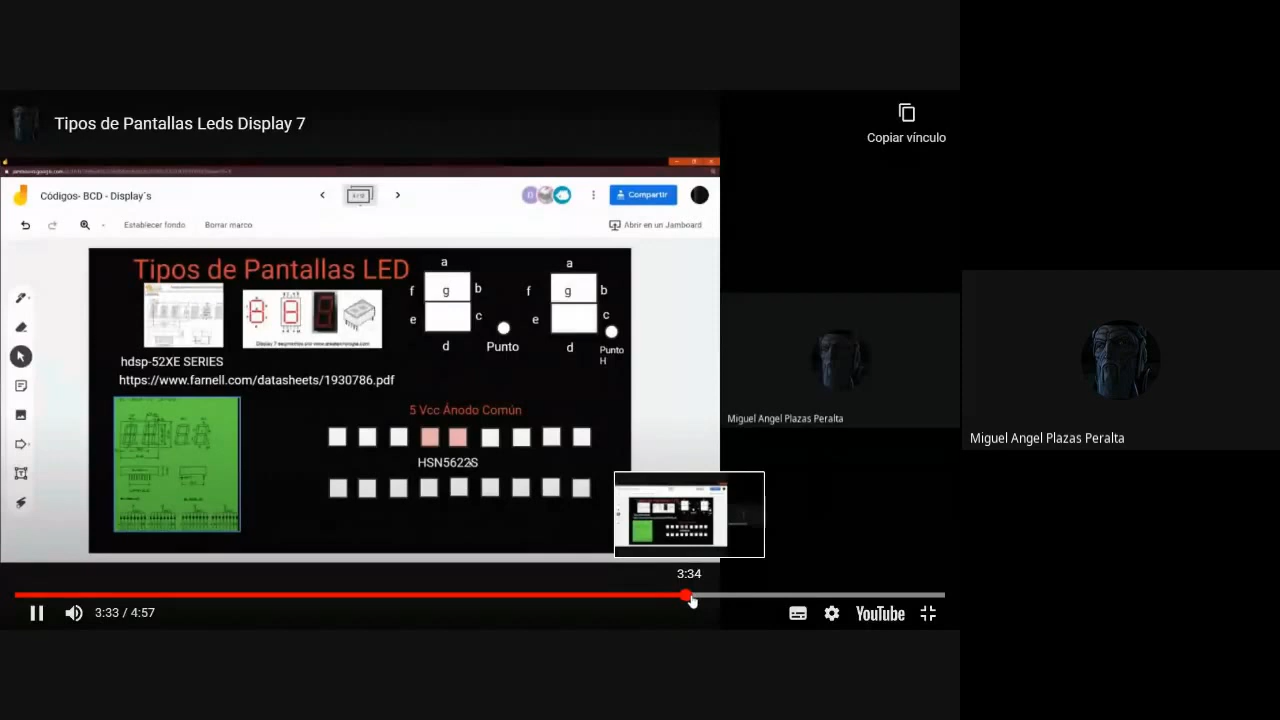 Tipos de Pantallas Leds Display 7
Copiar vínculo
Códigos- BCD - Display´s
Compartir
Establecer fondo
Borrar marco
Abrir en un Jamboard
Tipos de Pantallas LED
a
f
g
b
e
c
d
Punto
a
f
g
b
e
c
d
Punto
H
hdsp-52XE SERIES
https://www.farnell.com/datasheets/1930786.pdf
5 Vcc Ánodo Común
HSN5622S
Miguel Angel Plazas Peralta
Miguel Angel Plazas Peralta
3:34
3:33 / 4:57
YouTube